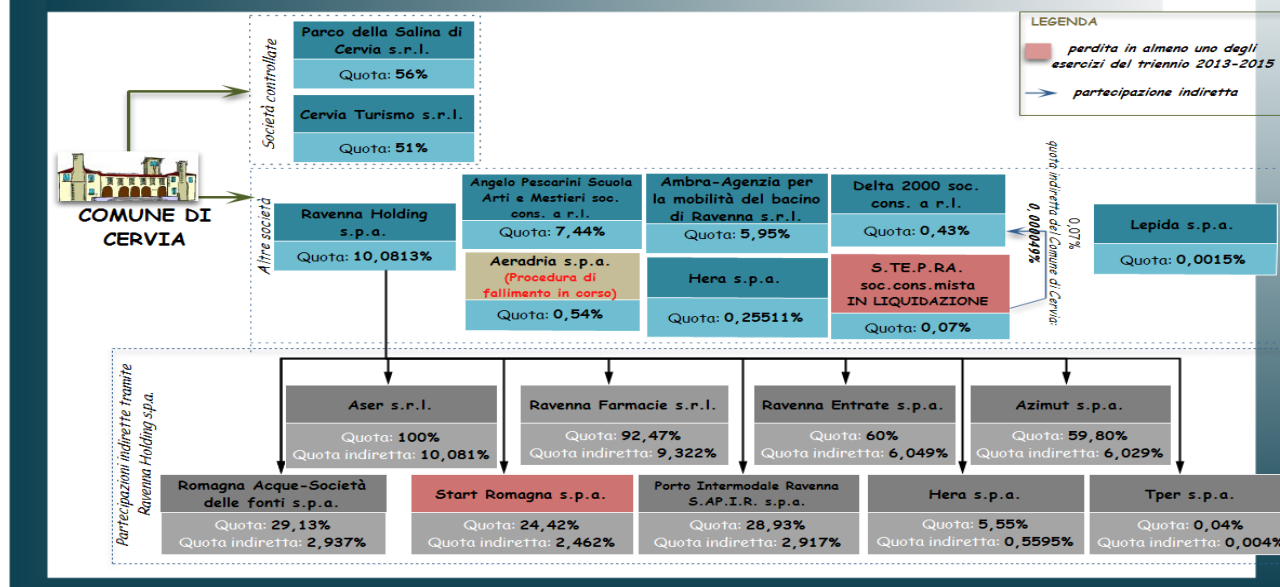 LEGENDA
perdita in almeno uno degli
esercizi del triennio 2013-2015
partecipazione indiretta
COMUNE DI
CERVIA
Società controllate
Parco della Salina di
Cervia s.r.l.
Quota: 56%
Cervia Turismo s.r.l.
Quota: 51%
Altre società
Ravenna Holding
s.p.a.
Quota: 10,0813%
Angelo Pescarini Scuola
Arti e Mestieri soc.
cons. a r.l.
Quota: 7,44%
Ambra-Agenzia per
la mobilità del bacino
di Ravenna s.r.l.
Quota: 5,95%
Delta 2000 soc.
cons. a r.l.
Quota: 0,43%
Aeradria s.p.a.
(Procedura di
fallimento in corso)
Quota: 0,54%
Hera s.p.a.
Quota: 0,25511%
S.TE.P.RA.
soc.cons.mista
IN LIQUIDAZIONE
Quota: 0,07%
0,07%
quota indiretta del Comune di Cervia:
0,000049%
Lepida s.p.a.
Quota: 0,0015%
Partecipazioni indirette tramite
Ravenna Holding s.p.a.
Aser s.r.l.
Quota: 100%
Quota indiretta: 10,081%
Ravenna Farmacie s.r.l.
Quota: 92,47%
Quota indiretta: 9,322%
Ravenna Entrate s.p.a.
Quota: 60%
Quota indiretta: 6,049%
Azimut s.p.a.
Quota: 59,80%
Quota indiretta: 6,029%
Romagna Acque-Società
delle fonti s.p.a.
Quota: 29,13%
Quota indiretta: 2,937%
Start Romagna s.p.a.
Quota: 24,42%
Quota indiretta: 2,462%
Porto Intermodale Ravenna
S.AP.I.R. s.p.a.
Quota: 28,93%
Quota indiretta: 2,917%
Hera s.p.a.
Quota: 5,55%
Quota indiretta: 0,5595%
Tper s.p.a.
Quota: 0,04%
Quota indiretta: 0,004%